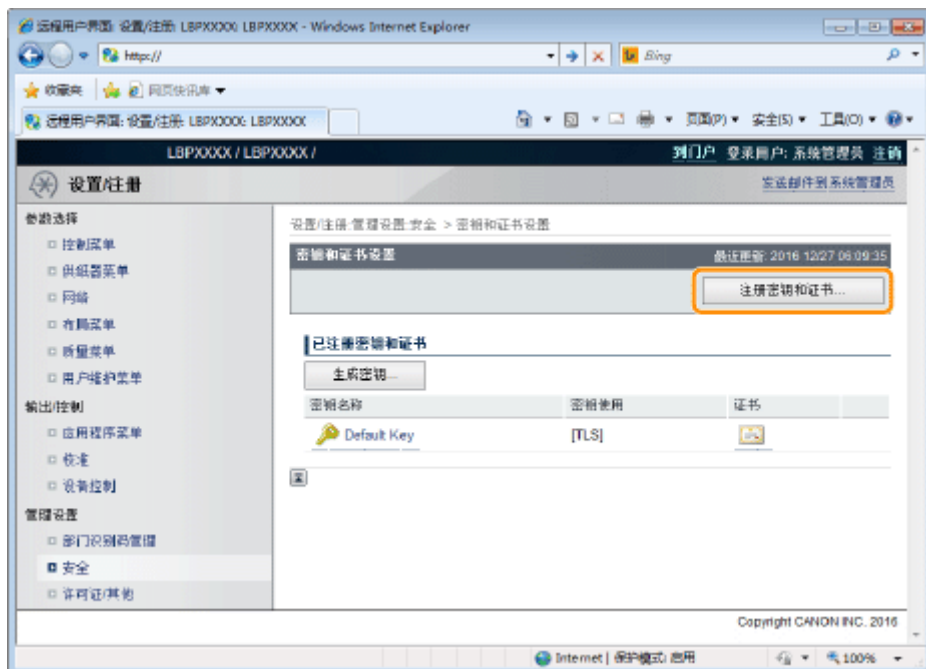 远程用户界面: 设置/注册: LBPXXXX: LBPXXXX - Windows Internet Explorer
https://
Bing
收藏夹 网页快讯库
远程用户界面: 设置/注册: LBPXXXX: LBPXXXX
页面(P) 安全(S) 工具(O)
LBPXXXX / LBPXXXX /
到门户 登录用户: 系统管理员 注销
设置/注册
发送邮件到系统管理员
参数选择
控制菜单
供纸器菜单
网络
布局菜单
质量菜单
用户维护菜单
输出/控制
应用程序菜单
校准
设备控制
管理设置
部门识别码管理
安全
许可证/其他
设置/注册:管理设置:安全 > 密钥和证书设置
密钥和证书设置
最近更新: 2016 12/27 06:09:35
注册密钥和证书...
已注册密钥和证书
生成密钥...
密钥名称 密钥使用 证书
Default Key [TLS]
Copyright CANON INC. 2016
Internet | 保护模式: 启用
100%